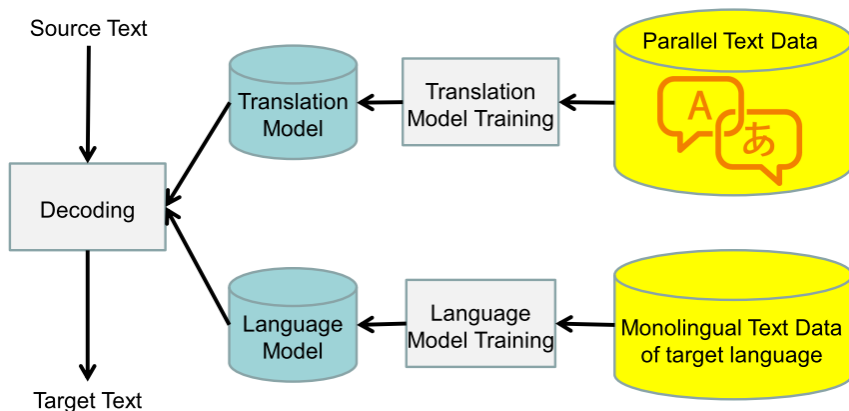 Source Text
Parallel Text Data
A
あ
Translation
Model
Translation
Model Training
Decoding
Language
Model
Language
Model Training
Monolingual Text Data
of target language
Target Text